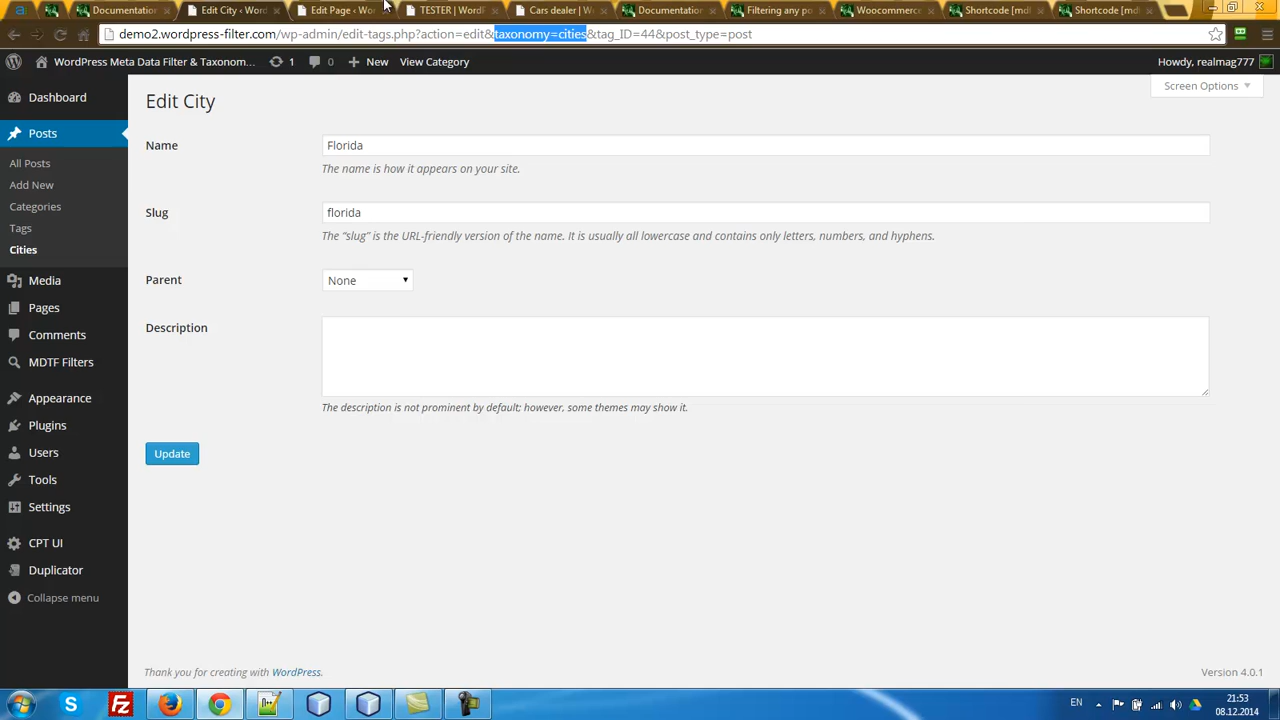 Documentation
Edit City ‹ Word
Edit Page ‹ Wo
TESTER | WordF
Cars dealer | W
Documentation
Filtering any po
Woocommerce
Shortcode [mdl
Shortcode [mdl
demo2.wordpress-filter.com/wp-admin/edit-tags.php?action=edit&taxonomy=cities&tag_ID=44&post_type=post
WordPress Meta Data Filter & Taxonom...
1
0
New
View Category
Howdy, realmag777
Screen Options
Dashboard
Posts
All Posts
Add New
Categories
Tags
Cities
Media
Pages
Comments
MDTF Filters
Appearance
Plugins
Users
Tools
Settings
CPT UI
Duplicator
Collapse menu
Edit City
Name
Florida
The name is how it appears on your site.
Slug
florida
The “slug” is the URL-friendly version of the name. It is usually all lowercase and contains only letters, numbers, and hyphens.
Parent
None
Description
The description is not prominent by default; however, some themes may show it.
Update
Thank you for creating with WordPress.
Version 4.0.1
EN
21:53
08.12.2014